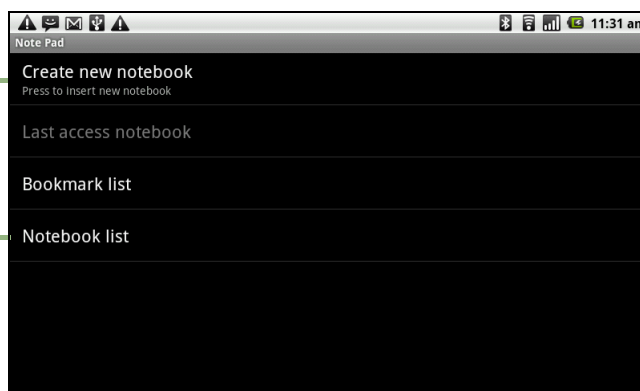 11:31 am
Note Pad
Create new notebook
Press to insert new notebook
Last access notebook
Bookmark list
Notebook list